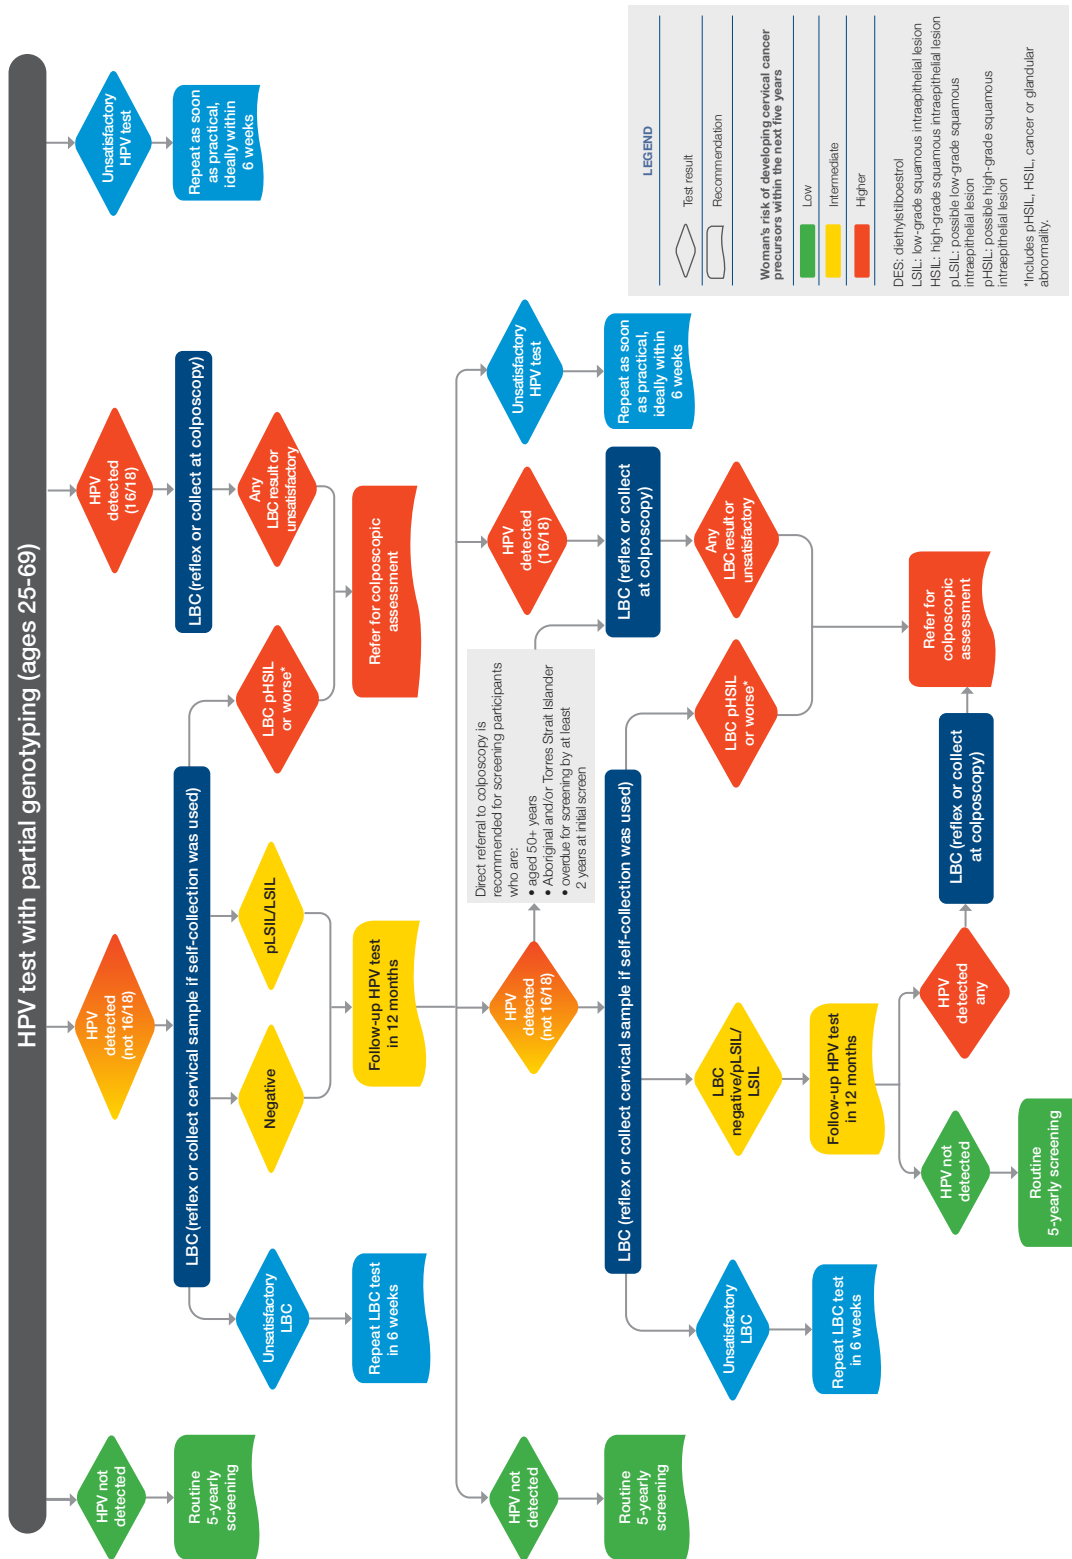 HPV test with partial genotyping (ages 25-69)
HPV not
detected
Routine
5-yearly
screening
HPV
detected
(not 16/18)
LBC (reflex or collect cervical sample if self-collection was used)
Unsatisfactory
LBC
Repeat LBC test
in 6 weeks
Negative
pLSIL/LSIL
Follow-up HPV test
in 12 months
LBC pHSIL
or worse*
HPV
detected
(16/18)
LBC (reflex or collect at colposcopy)
Any
LBC result or
unsatisfactory
Refer for colposcopic
assessment
Unsatisfactory
HPV test
Repeat as soon
as practical,
ideally within
6 weeks
HPV not
detected
Routine
5-yearly
screening
HPV
detected
(not 16/18)
Direct referral to colposcopy is
recommended for screening participants
who are:
• aged 50+ years
• Aboriginal and/or Torres Strait Islander
• overdue for screening by at least
2 years at initial screen
LBC (reflex or collect cervical sample if self-collection was used)
Unsatisfactory
LBC
Repeat LBC test
in 6 weeks
LBC
negative/pLSIL/
LSIL
Follow-up HPV test
in 12 months
HPV not
detected
Routine
5-yearly screening
HPV
detected
any
LBC (reflex or collect
at colposcopy)
LBC pHSIL
or worse*
HPV
detected
(16/18)
LBC (reflex or collect
at colposcopy)
Any
LBC result or
unsatisfactory
Refer for
colposcopic
assessment
Unsatisfactory
HPV test
Repeat as soon
as practical,
ideally within
6 weeks
LEGEND
Test result
Recommendation
Woman's risk of developing cervical cancer
precursors within the next five years
Low
Intermediate
Higher
DES: diethylstilboestrol
LSIL: low-grade squamous intraepithelial lesion
HSIL: high-grade squamous intraepithelial lesion
pLSIL: possible low-grade squamous
intraepithelial lesion
pHSIL: possible high-grade squamous
intraepithelial lesion
*Includes pHSIL, HSIL, cancer or glandular
abnormality.